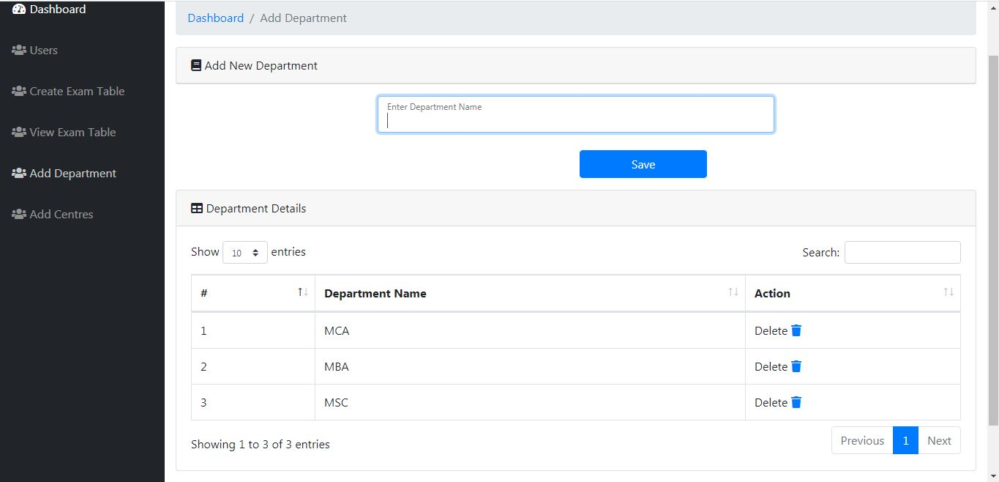 Dashboard
Users
Create Exam Table
View Exam Table
Add Department
Add Centres
Dashboard / Add Department
Add New Department
Enter Department Name
Save
Department Details
Show 10 entries Search:
# Department Name Action
1 MCA Delete
2 MBA Delete
3 MSC Delete
Showing 1 to 3 of 3 entries Previous 1 Next